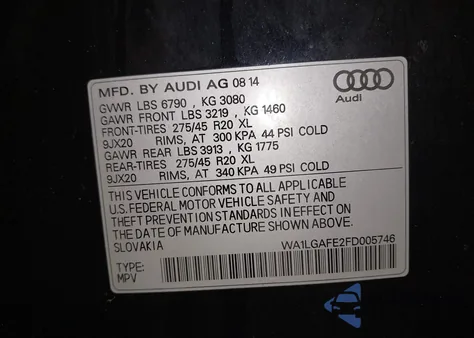 MFD. BY AUDI AG 08 14
GVWR LBS 6790 , KG 3080
GAWR FRONT LBS 3219 , KG 1460
FRONT-TIRES 275/45 R20 XL
9JX20 RIMS, AT 300 KPA 44 PSI COLD
GAWR REAR LBS 3913 , KG 1775
REAR-TIRES 275/45 R20 XL
9JX20 RIMS, AT 340 KPA 49 PSI COLD
Audi
THIS VEHICLE CONFORMS TO ALL APPLICABLE
U.S. FEDERAL MOTOR VEHICLE SAFETY AND
THEFT PREVENTION STANDARDS IN EFFECT ON
THE DATE OF MANUFACTURE SHOWN ABOVE.
SLOVAKIA WA1LGAFE2FD005746
TYPE:
MPV